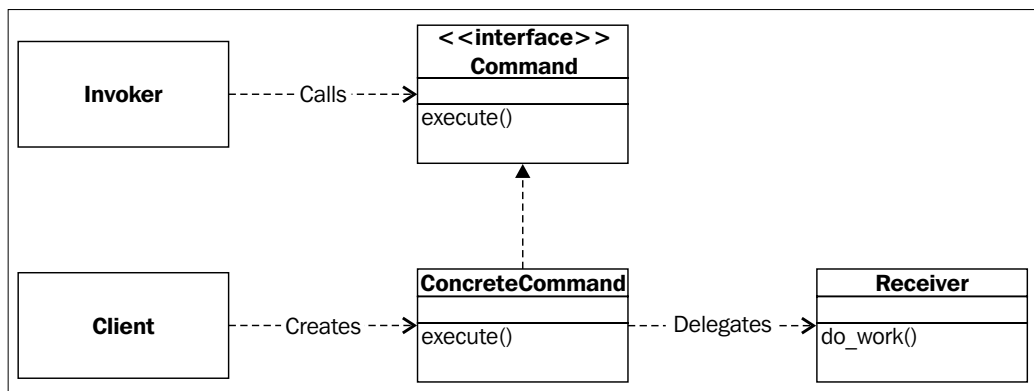 <<interface>>
Command
Invoker
Calls
execute()
ConcreteCommand
Receiver
Client
Creates
execute()
Delegates
do_work()